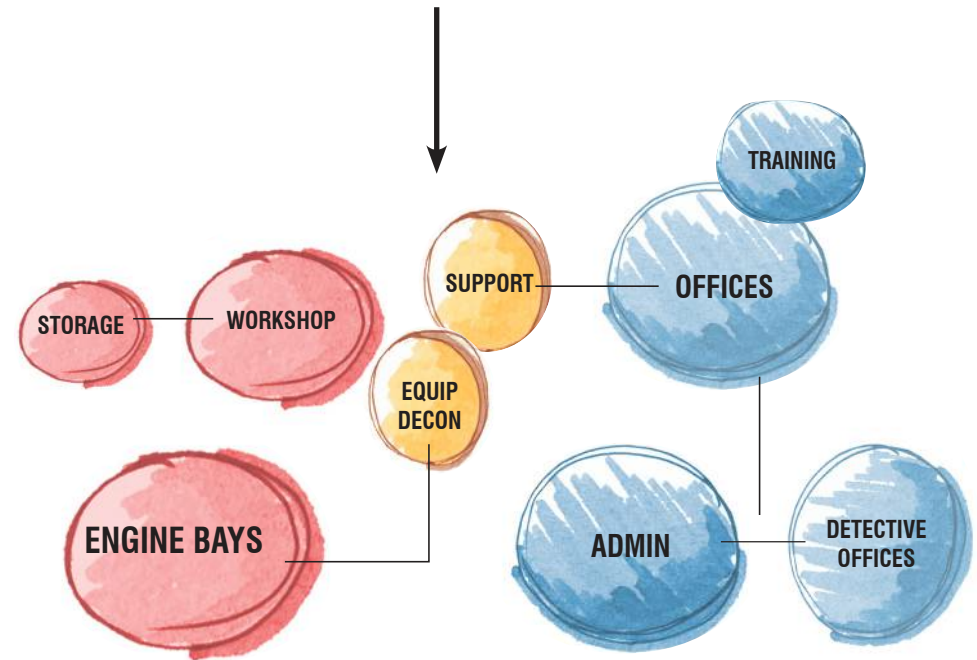 TRAINING
SUPPORT
OFFICES
STORAGE
WORKSHOP
EQUIP
DECON
ENGINE BAYS
ADMIN
DETECTIVE
OFFICES